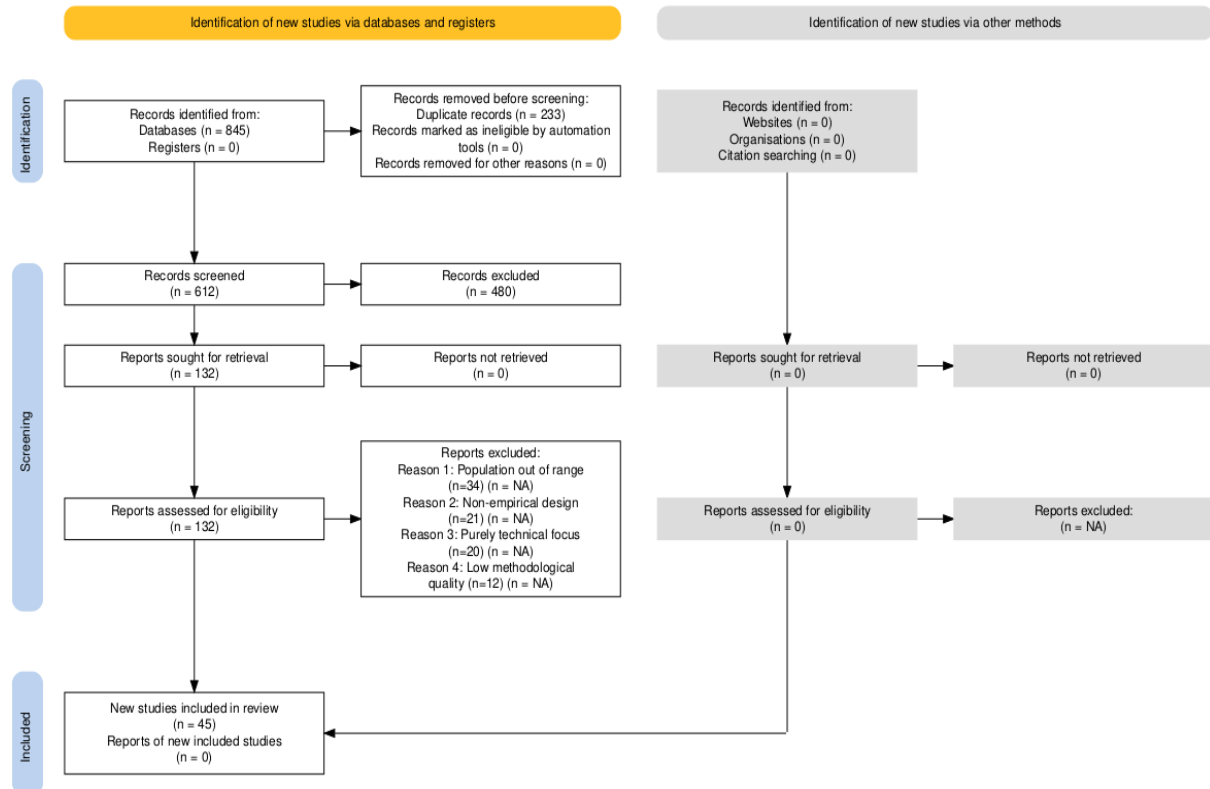 Identification of new studies via databases and registers
Identification of new studies via other methods
Identification
Records identified from:
Databases (n = 845)
Registers (n = 0)
Records removed before screening:
Duplicate records (n = 233)
Records marked as ineligible by automation
tools (n = 0)
Records removed for other reasons (n = 0)
Records identified from:
Websites (n = 0)
Organisations (n = 0)
Citation searching (n = 0)
Screening
Records screened
(n = 612)
Records excluded
(n = 480)
Reports sought for retrieval
(n = 132)
Reports not retrieved
(n = 0)
Reports sought for retrieval
(n = 0)
Reports not retrieved
(n = 0)
Reports assessed for eligibility
(n = 132)
Reports excluded:
Reason 1: Population out of range
(n=34) (n = NA)
Reason 2: Non-empirical design
(n=21) (n = NA)
Reason 3: Purely technical focus
(n=20) (n = NA)
Reason 4: Low methodological
quality (n=12) (n = NA)
Reports assessed for eligibility
(n = 0)
Reports excluded:
(n = NA)
Included
New studies included in review
(n = 45)
Reports of new included studies
(n = 0)